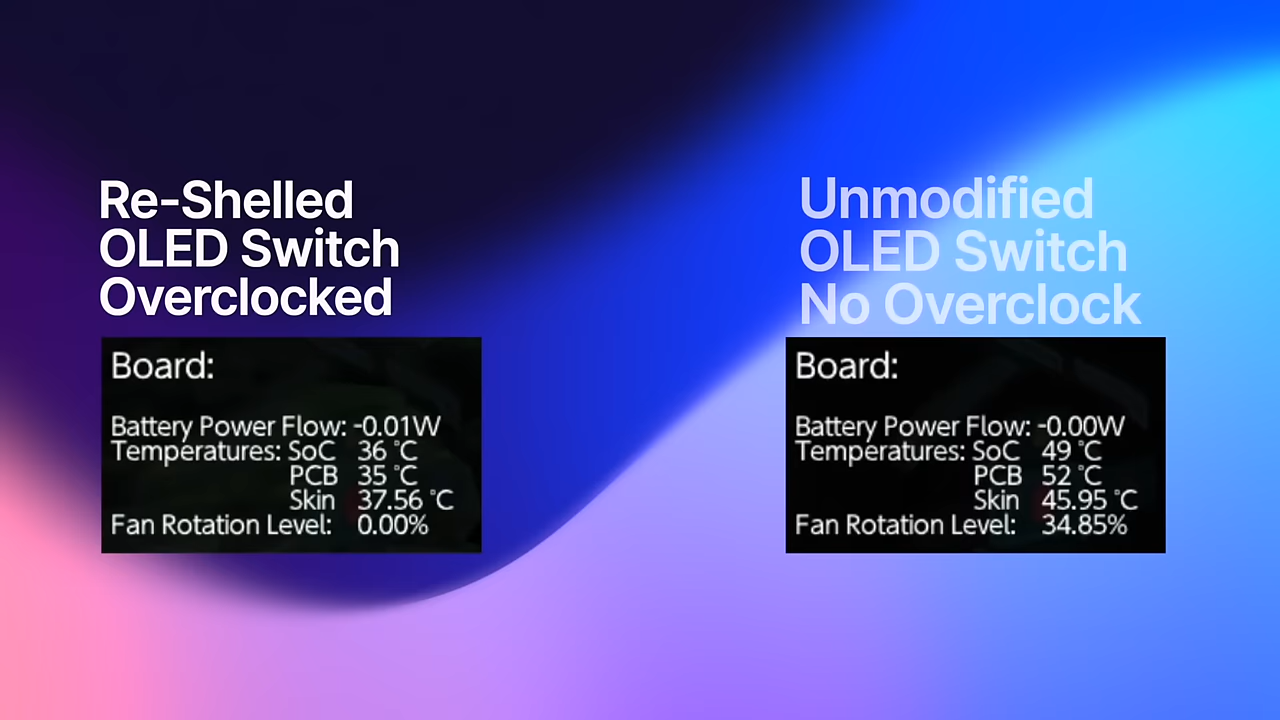 Re-Shelled
OLED Switch
Overclocked
Board:
Battery Power Flow: -0.01W
Temperatures: SoC 36 °C
PCB 35 °C
Skin 37.56 °C
Fan Rotation Level: 0.00%
Unmodified
OLED Switch
No Overclock
Board:
Battery Power Flow: -0.00W
Temperatures: SoC 49 °C
PCB 52 °C
Skin 45.95 °C
Fan Rotation Level: 34.85%